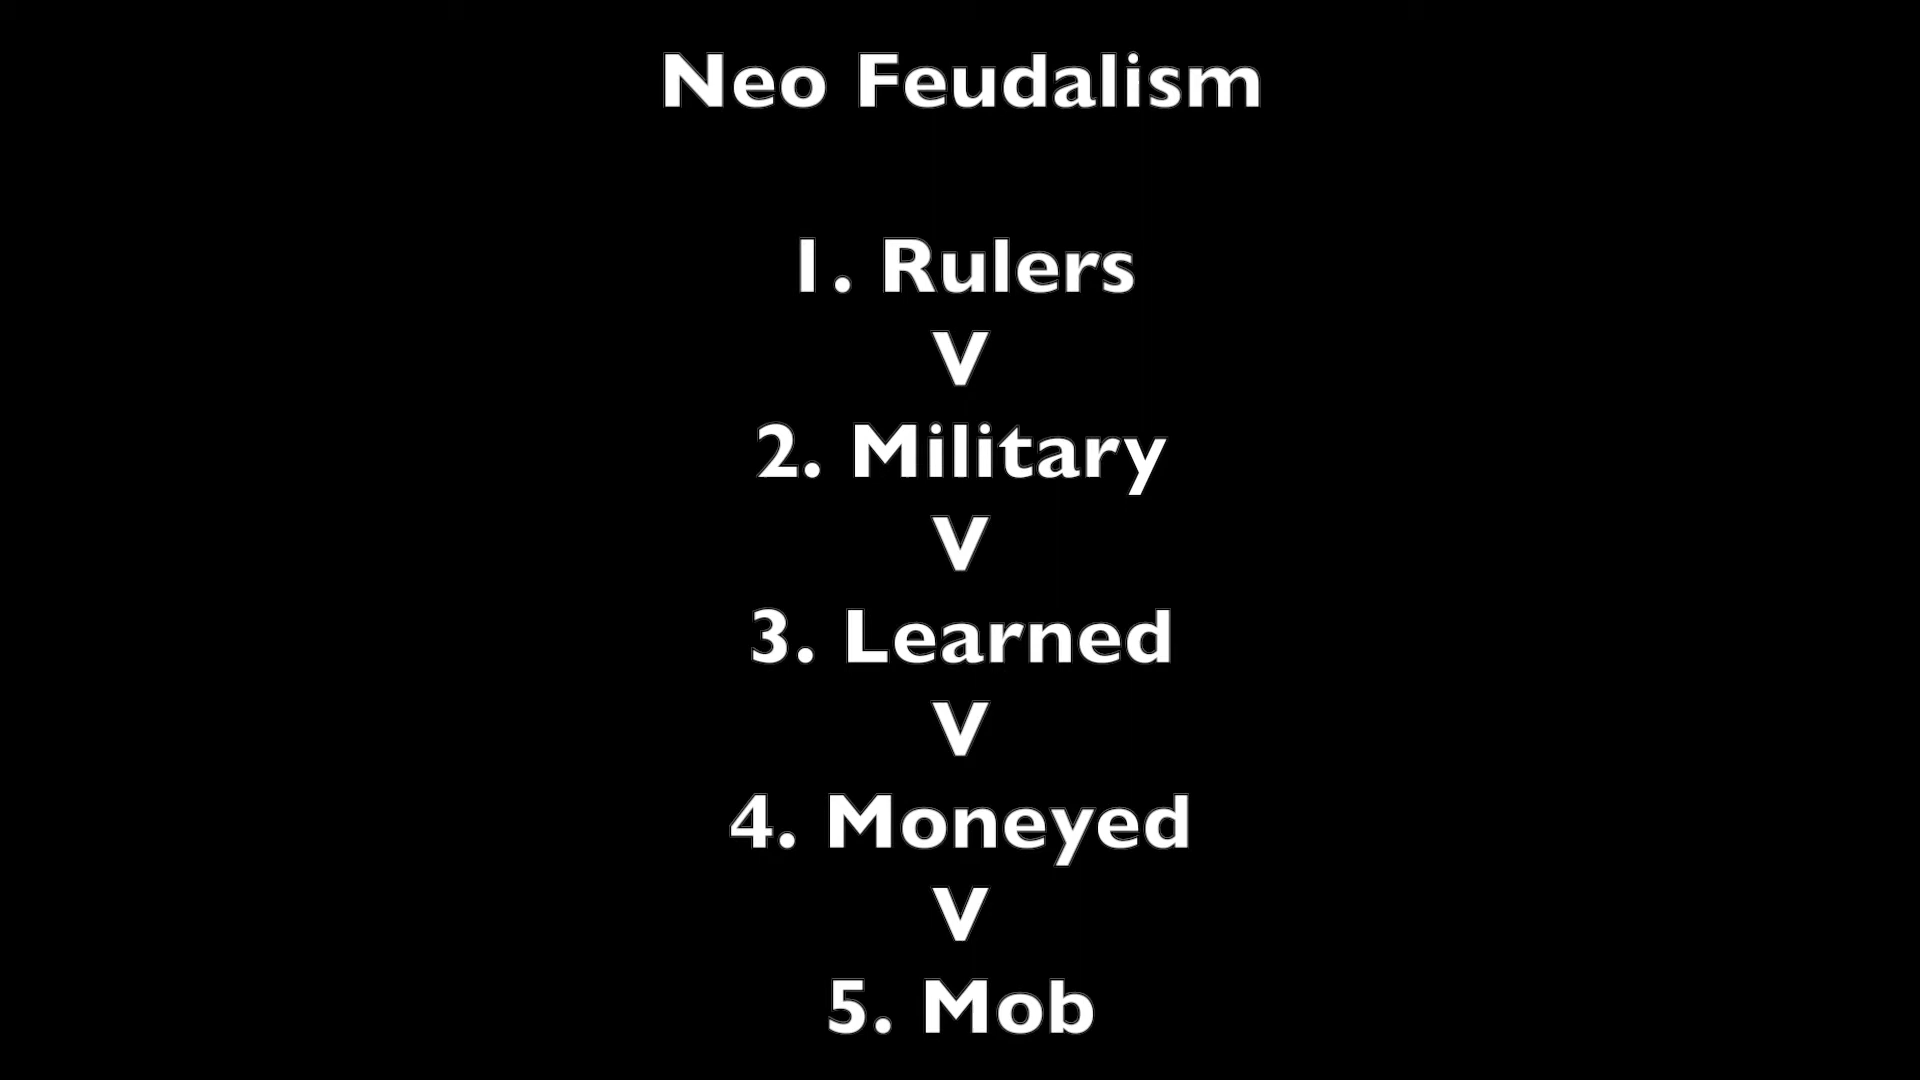 Neo Feudalism
1. Rulers
V
2. Military
V
3. Learned
V
4. Moneyed
V
5. Mob